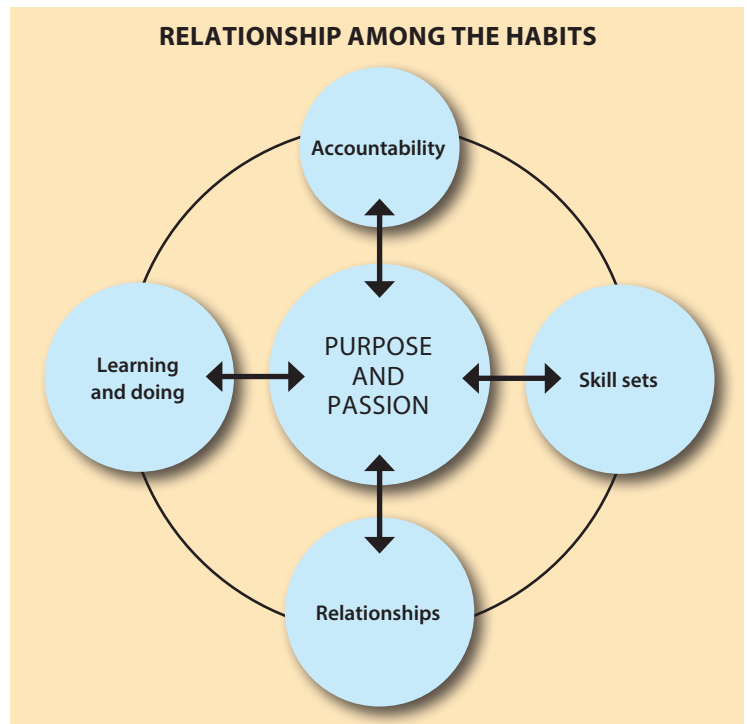 RELATIONSHIP AMONG THE HABITS
Accountability
Learning
and doing
PURPOSE
AND
PASSION
Skill sets
Relationships